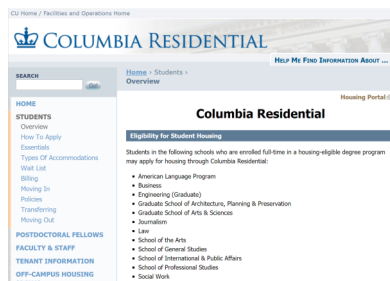 CU Home / Facilities and Operations Home
COLUMBIA RESIDENTIAL
HELP ME FIND INFORMATION ABOUT ...
SEARCH
Go!
Home > Students >
Overview
Housing Portal
HOME
STUDENTS
Overview
How To Apply
Essentials
Types Of Accommodations
Wait List
Billing
Moving In
Policies
Transferring
Moving Out
POSTDOCTORAL FELLOWS
FACULTY & STAFF
TENANT INFORMATION
OFF-CAMPUS HOUSING
Columbia Residential
Eligibility for Student Housing
Students in the following schools who are enrolled full-time in a housing-eligible degree program
may apply for housing through Columbia Residential:
• American Language Program
• Business
• Engineering (Graduate)
• Graduate School of Architecture, Planning & Preservation
• Graduate School of Arts & Sciences
• Journalism
• Law
• School of the Arts
• School of General Studies
• School of International & Public Affairs
• School of Professional Studies
• Social Work